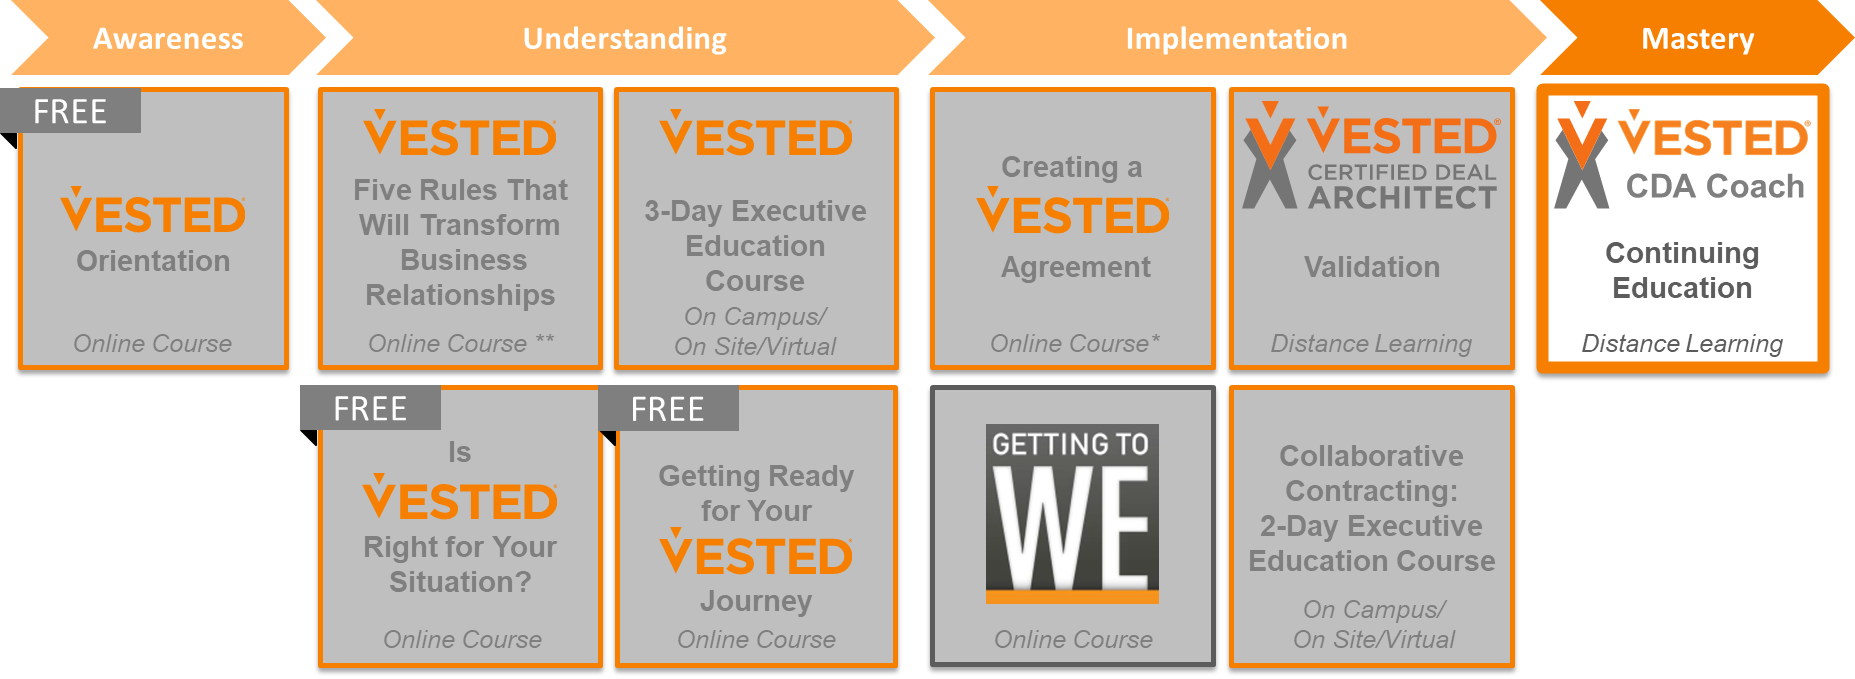 Awareness
Understanding
Implementation
Mastery
FREE
VESTED®
Orientation
Online Course
VESTED®
Five Rules That
Will Transform
Business
Relationships
Online Course **
VESTED®
3-Day Executive
Education
Course
On Campus/
On Site/Virtual
Creating a
VESTED®
Agreement
Online Course*
VESTED®
CERTIFIED DEAL
ARCHITECT
Validation
Distance Learning
VESTED®
CDA Coach
Continuing
Education
Distance Learning
FREE
Is
VESTED®
Right for Your
Situation?
Online Course
FREE
Getting Ready
for Your
VESTED®
Journey
Online Course
GETTING TO
WE
Online Course
Collaborative
Contracting:
2-Day Executive
Education Course
On Campus/
On Site/Virtual